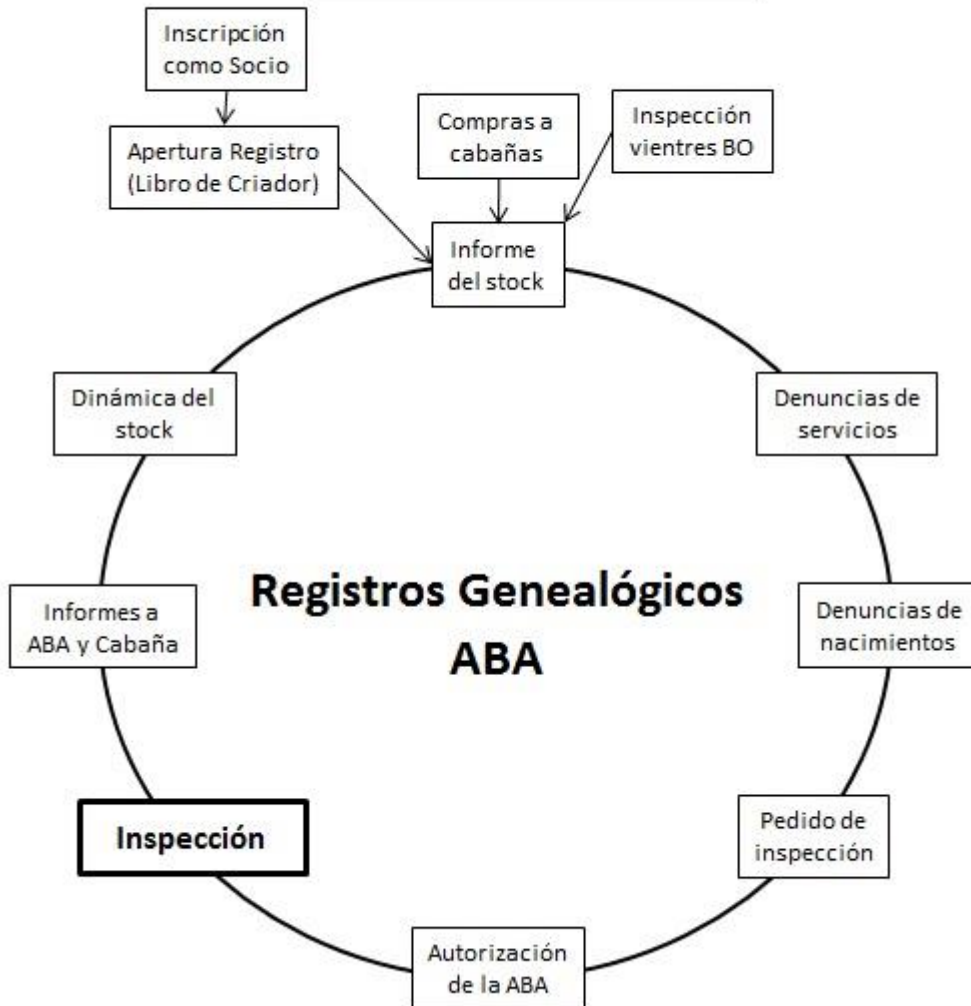 Inscripción
como Socio
Apertura Registro
(Libro de Criador)
Compras a
cabañas
Inspección
vientres BO
Informe
del stock
Denuncias de
servicios
Denuncias de
nacimientos
Pedido de
inspección
Autorización
de la ABA
Inspección
Informes a
ABA y Cabaña
Dinámica del
stock
Registros Genealógicos
ABA